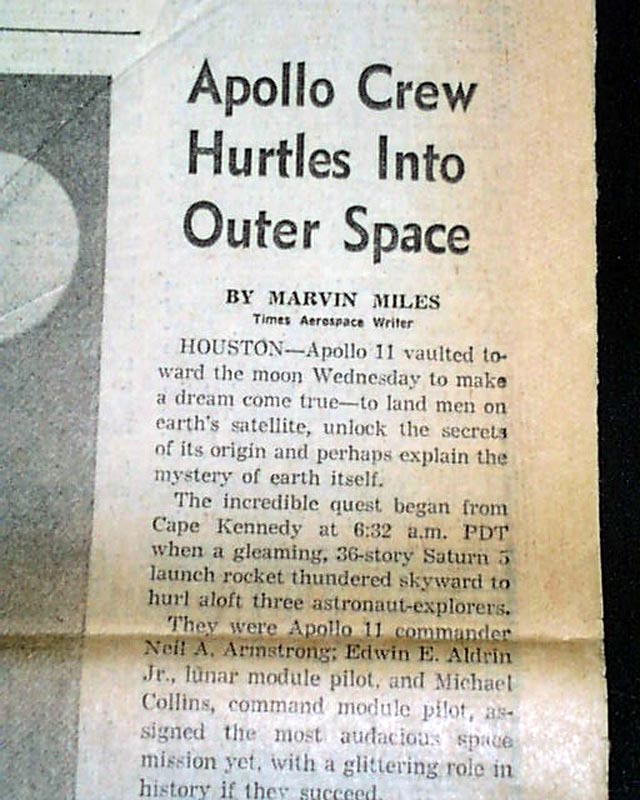 Apollo Crew
Hurtles Into
Outer Space
BY MARVIN MILES
Times Aerospace Writer
HOUSTON—Apollo 11 vaulted to-
ward the moon Wednesday to make
a dream come true—to land men on
earth's satellite, unlock the secrets
of its origin and perhaps explain the
mystery of earth itself.
The incredible quest began from
Cape Kennedy at 6:32 a.m. PDT
when a gleaming, 36-story Saturn 5
launch rocket thundered skyward to
hurl aloft three astronaut-explorers.
They were Apollo 11 commander
Neil A. Armstrong; Edwin E. Aldrin
Jr., lunar module pilot, and Michael
Collins, command module pilot, as-
signed the most audacious space
mission yet, with a glittering role in
history if they succeed.